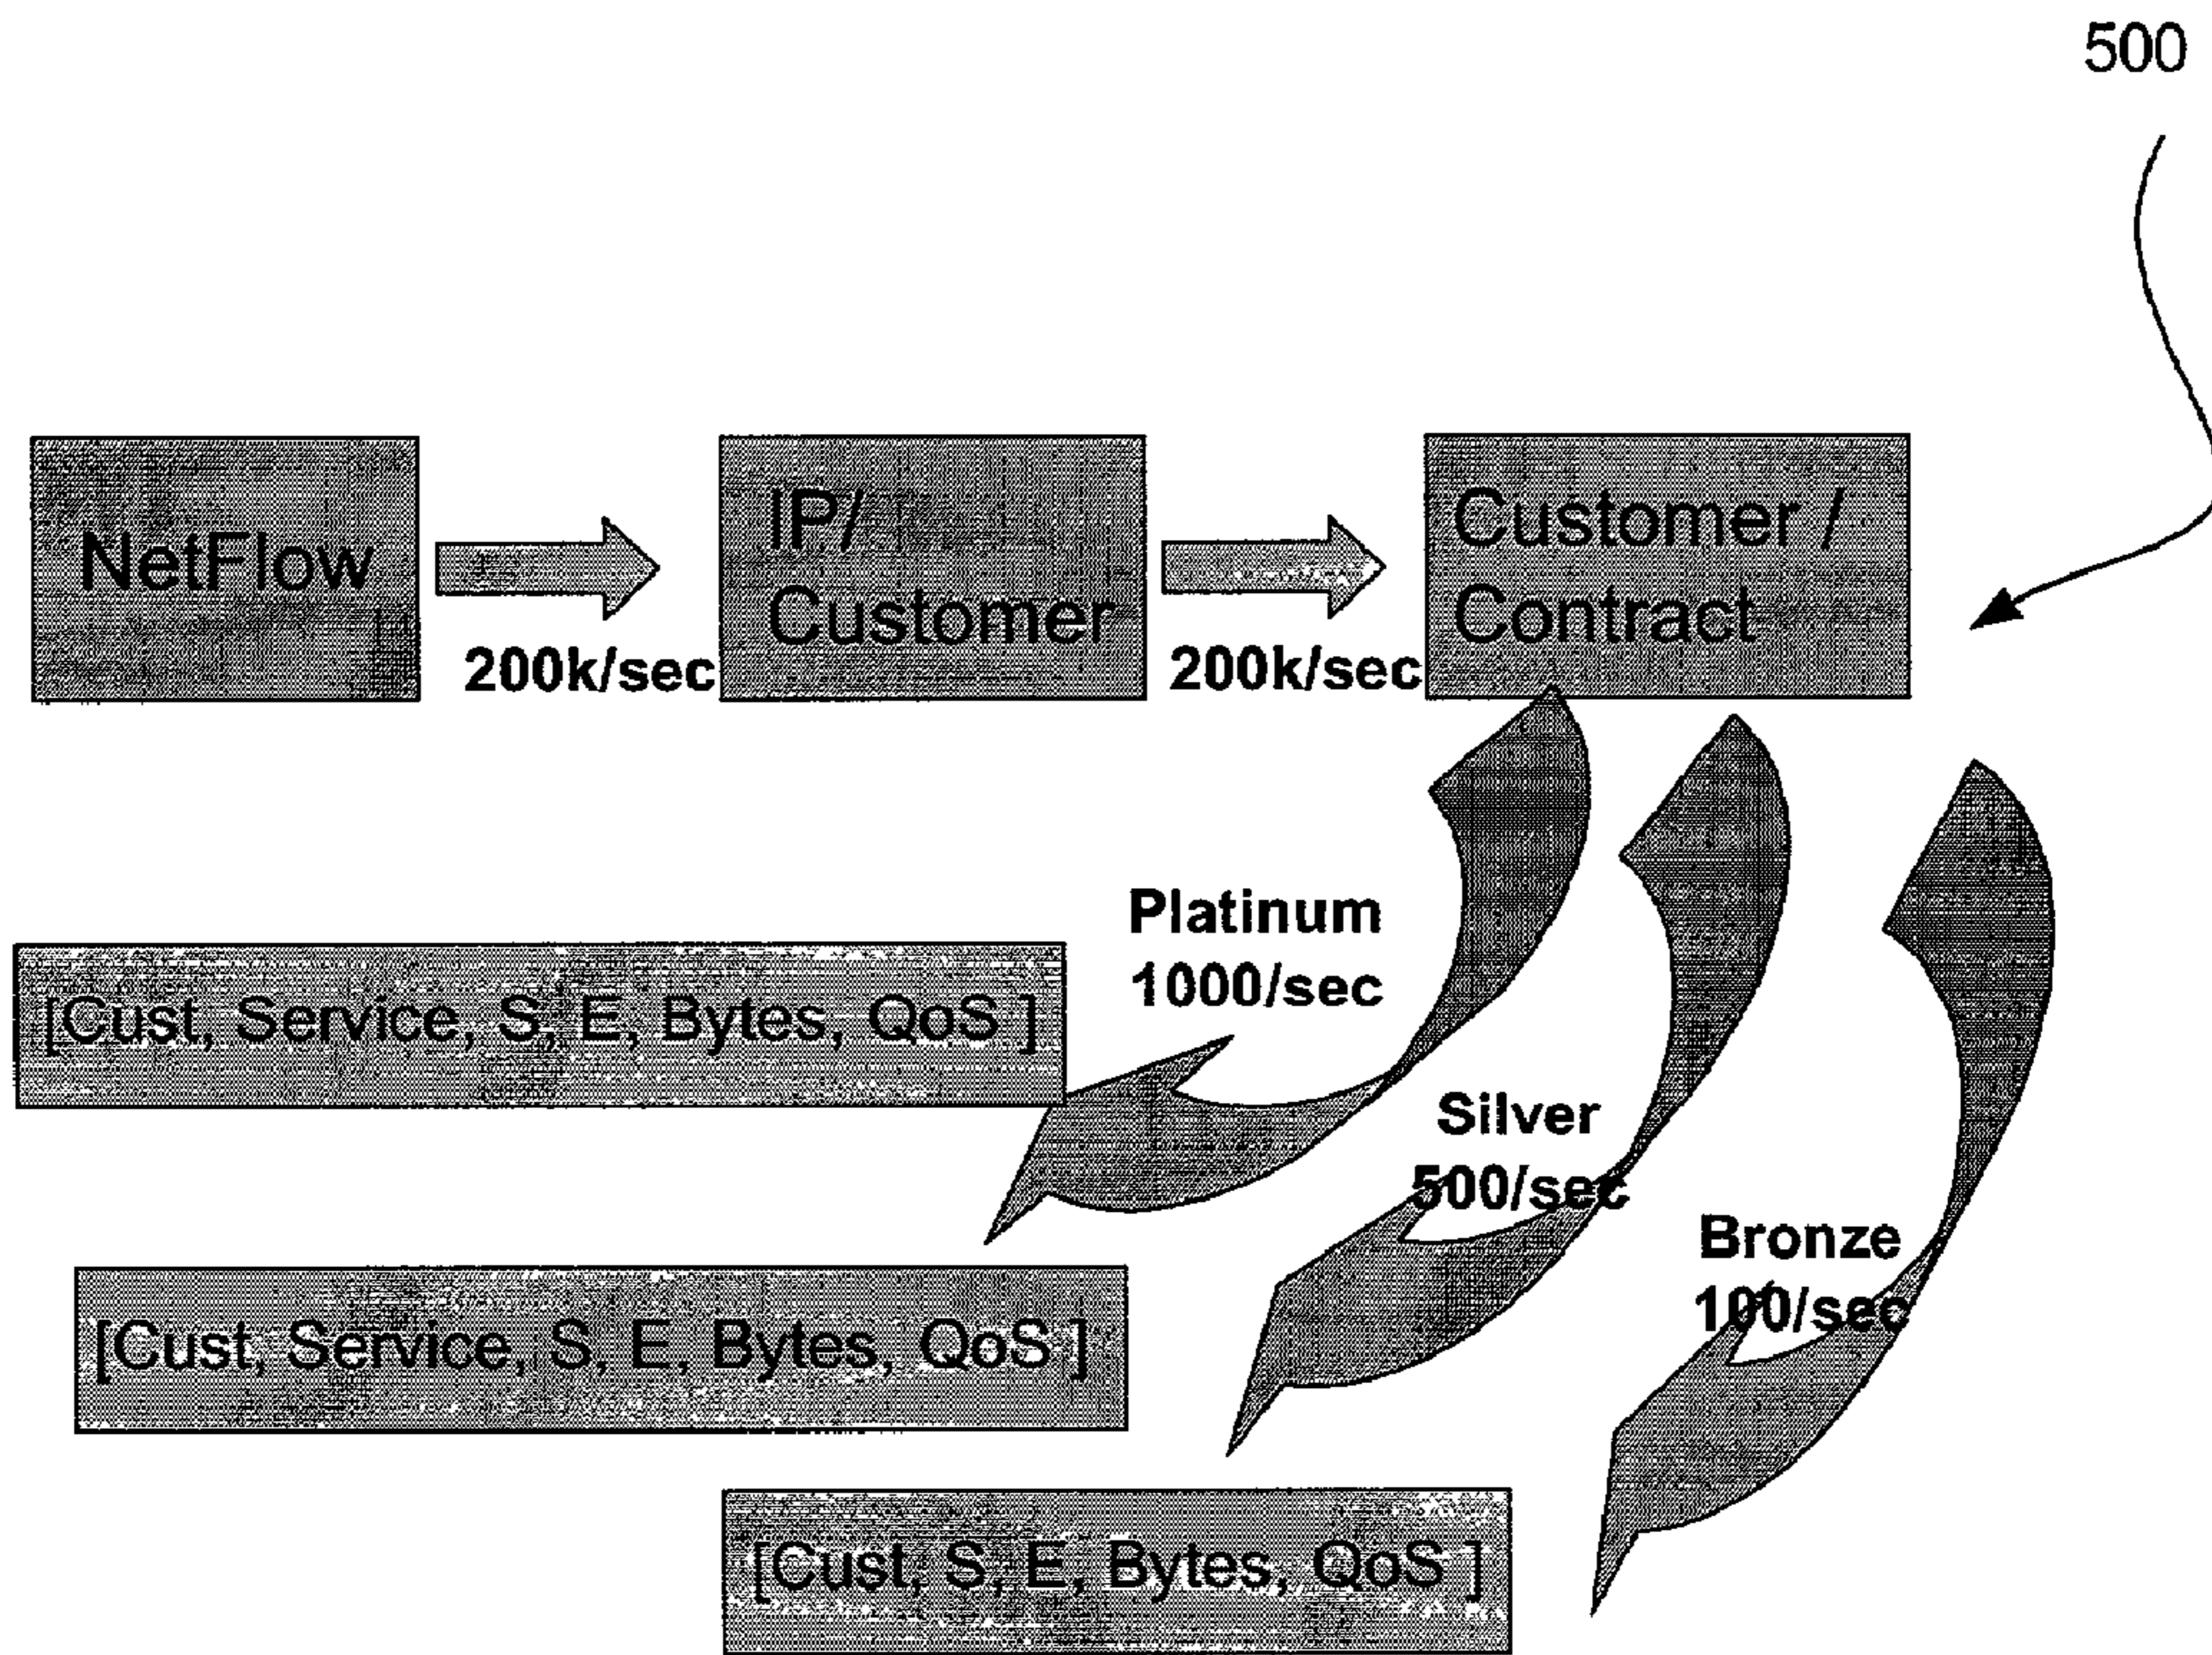 500
NetFlow
200k/sec
IP/
Customer
200k/sec
Customer /
Contract
Platinum
1000/sec
[Cust, Service, S, E, Bytes, QoS ]
Silver
500/sec
[Cust, Service, S, E, Bytes, QoS ]
Bronze
100/sec
[Cust, S, E, Bytes, QoS ]